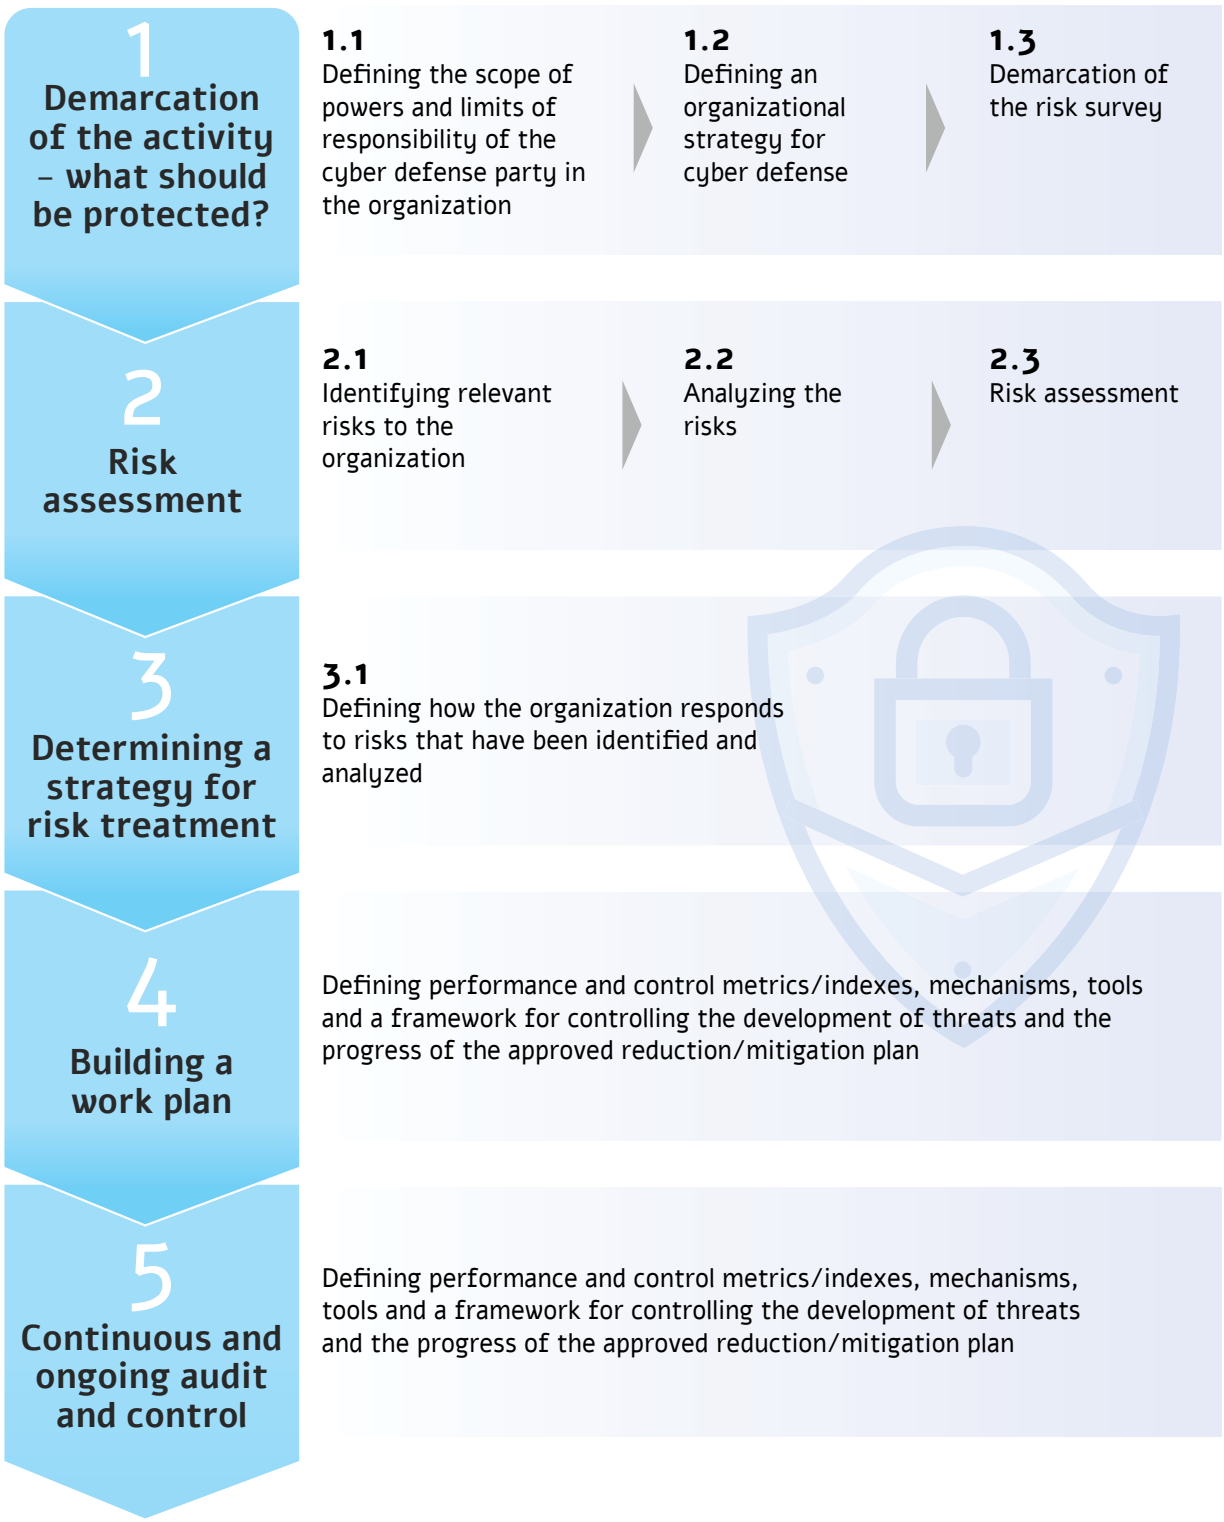 1
Demarcation
of the activity
– what should
be protected?
1.1
Defining the scope of
powers and limits of
responsibility of the
cyber defense party in
the organization
1.2
Defining an
organizational
strategy for
cyber defense
1.3
Demarcation of
the risk survey
2
Risk
assessment
2.1
Identifying relevant
risks to the
organization
2.2
Analyzing the
risks
2.3
Risk assessment
3
Determining a
strategy for
risk treatment
3.1
Defining how the organization responds
to risks that have been identified and
analyzed
4
Building a
work plan
Defining performance and control metrics/indexes, mechanisms, tools
and a framework for controlling the development of threats and the
progress of the approved reduction/mitigation plan
5
Continuous and
ongoing audit
and control
Defining performance and control metrics/indexes, mechanisms,
tools and a framework for controlling the development of threats
and the progress of the approved reduction/mitigation plan